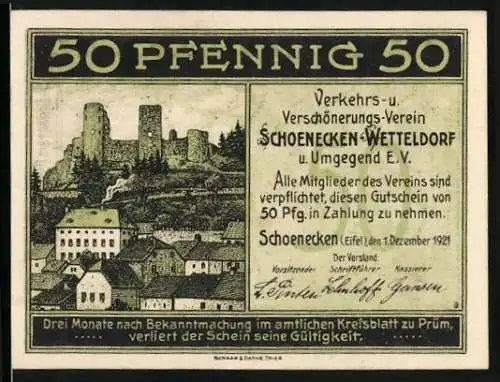 50 PFENNIG 50
Verkehrs- u.
Verschönerungs-Verein
SCHOENECKEN-WETTELDORF
u. Umgegend E.V.
Alle Mitglieder des Vereins sind
verpflichtet, diesen Gutschein von
50 Pfg. in Zahlung zu nehmen.
Schoenecken (Eifel), den 1. Dezember 1921
Der Vorstand:
Vorsitzender Schriftführer Kassierer
Drei Monate nach Bekanntmachung im amtlichen Kreisblatt zu Prüm,
..... verliert der Schein seine Gültigkeit. .....
TRIER